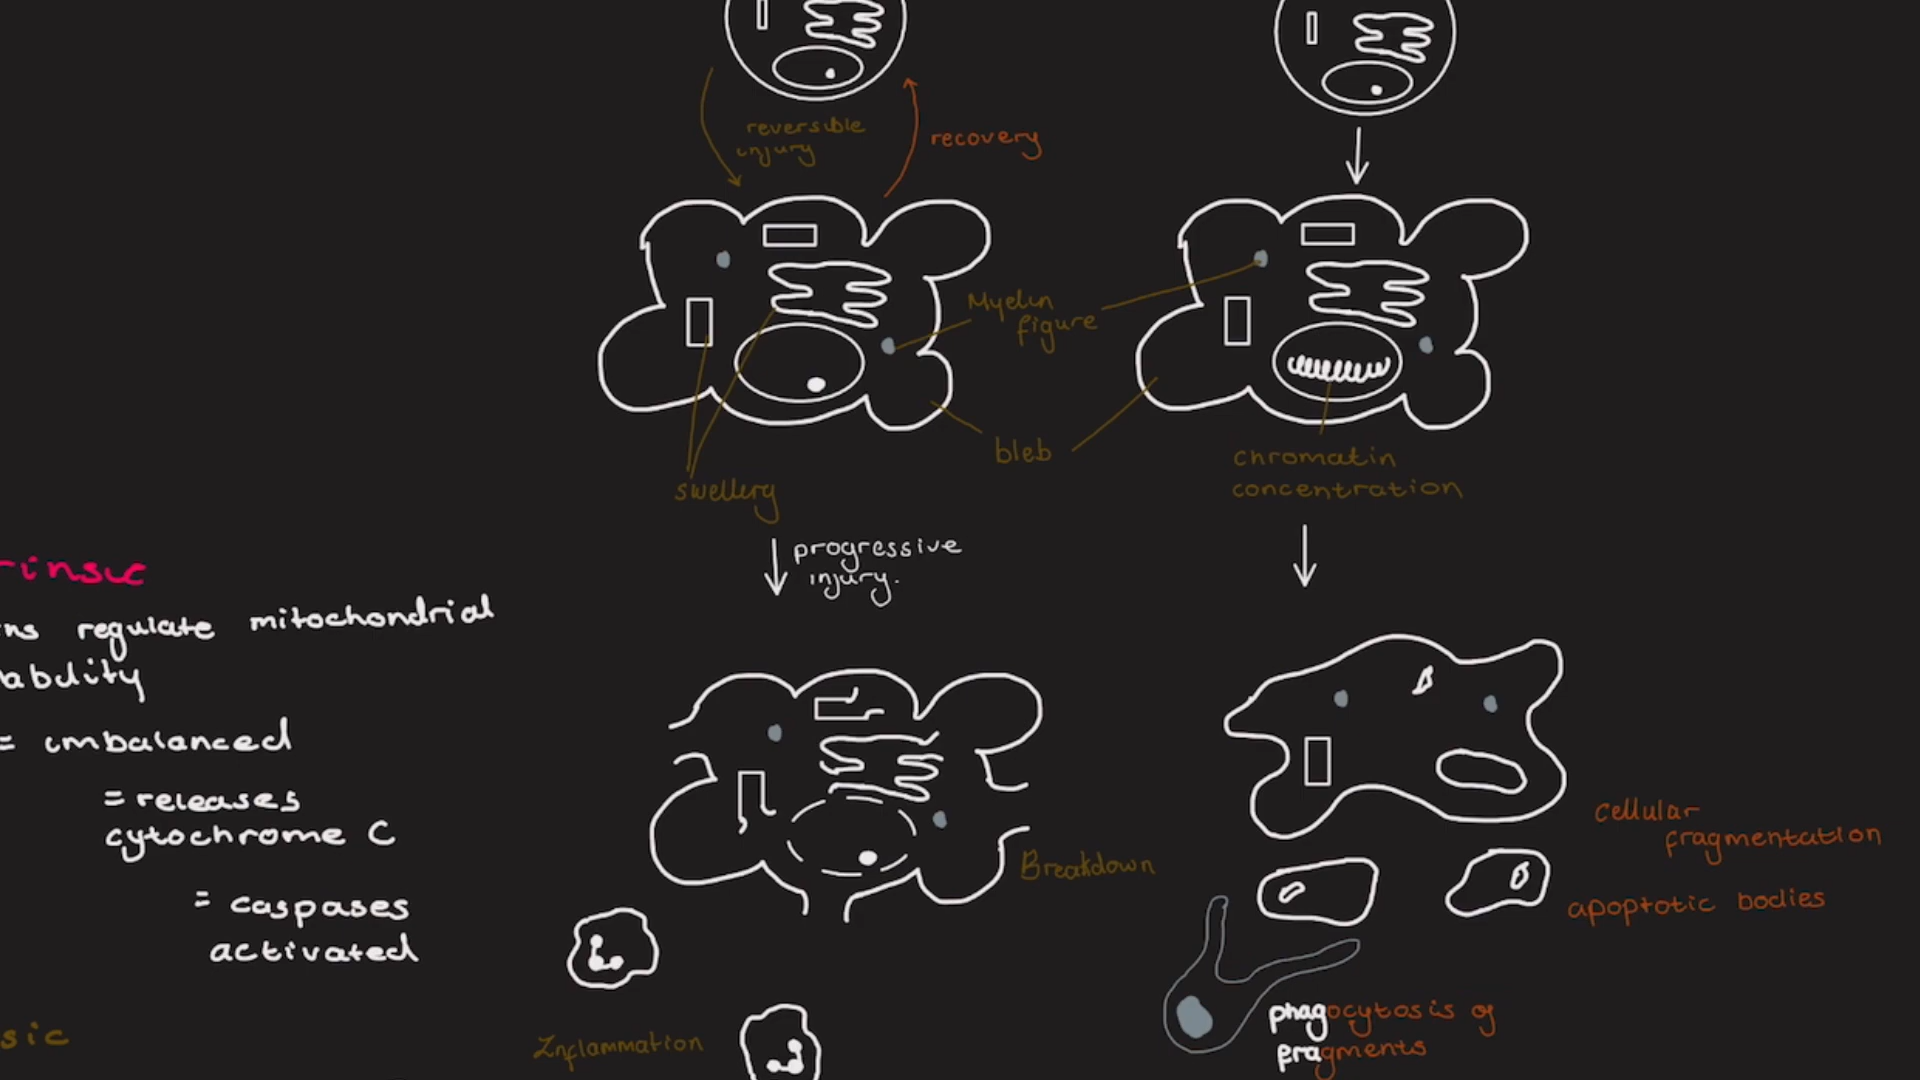 reversible
injury
recovery
Myelin
figure
bleb
swellery
chromatin
concentration
progressive
injury.
rinsic
ns regulate mitochondrial
ability
= imbalanced
= releases
cytochrome C
= caspases
activated
sic
Breakdown
Inflammation
cellular
fragmentation
apoptotic bodies
phagocytosis of
fragments